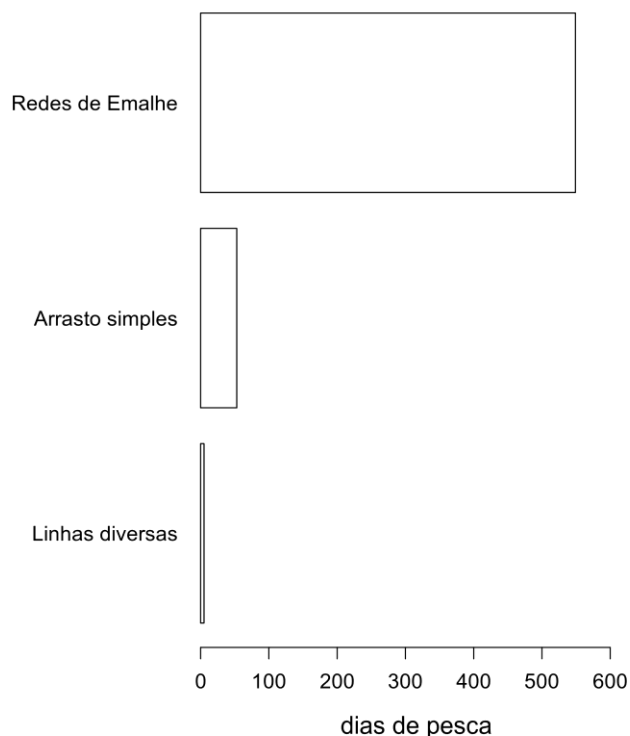 Redes de Emalhe
Arrasto simples
Linhas diversas
0 100 200 300 400 500 600
dias de pesca